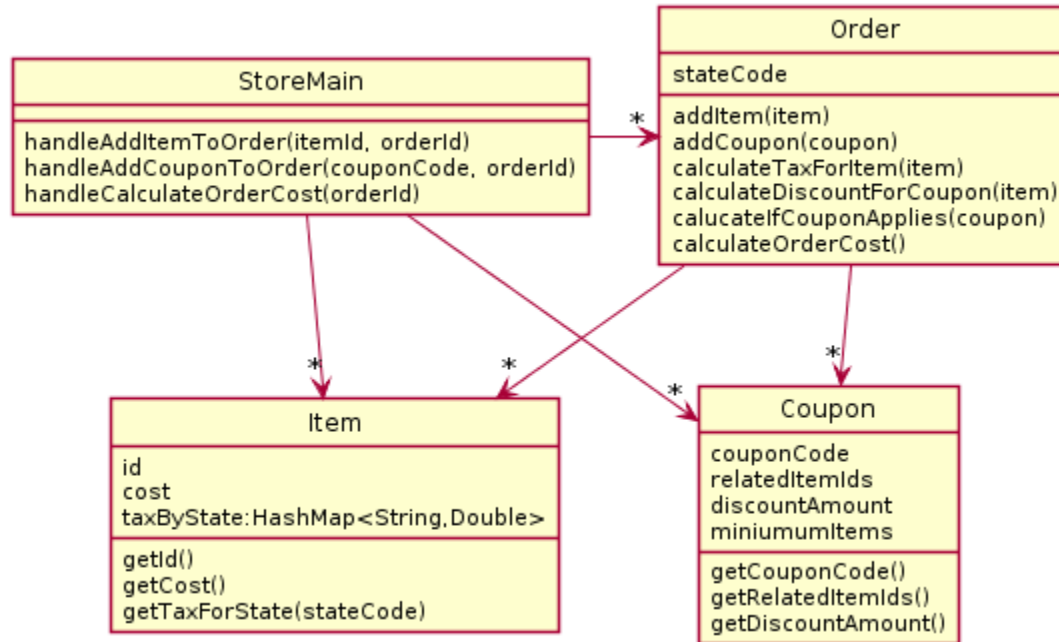 StoreMain
handleAddItemToOrder(itemId, orderId)
handleAddCouponToOrder(couponCode, orderId)
handleCalculateOrderCost(orderId)
*
Order
stateCode
addItem(item)
addCoupon(coupon)
calculateTaxForItem(item)
calculateDiscountForCoupon(item)
calucateIfCouponApplies(coupon)
calculateOrderCost()
*
*
*
*
Item
id
cost
taxByState:HashMap<String,Double>
getId()
getCost()
getTaxForState(stateCode)
Coupon
couponCode
relatedItemIds
discountAmount
miniumumItems
getCouponCode()
getRelatedItemIds()
getDiscountAmount()